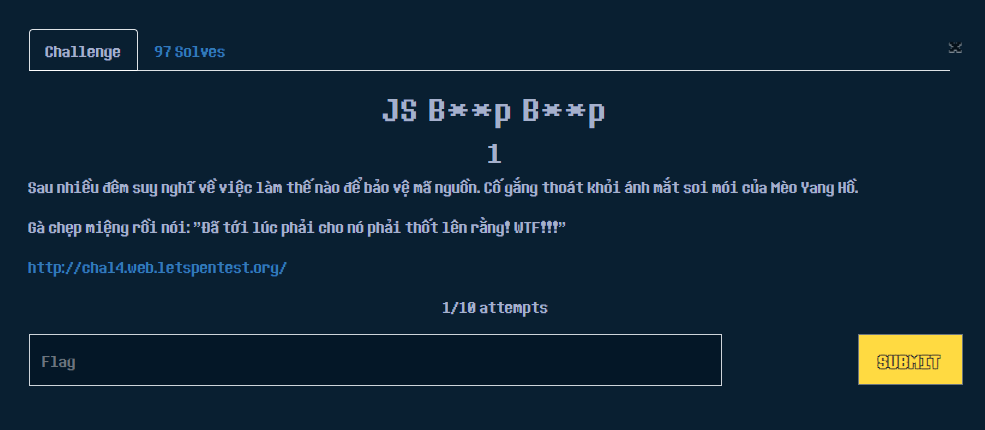 Challenge
97 Solves
×
JS B**p B**p
1
Sau nhiều đêm suy nghĩ về việc làm thế nào để bảo vệ mã nguồn. Cố gắng thoát khỏi ánh mắt soi mói của Mèo Yang Hồ.
Gà chẹp miệng rồi nói: "Đã tới lúc phải cho nó phải thốt lên rằng! WTF!!!"
http://chal4.web.letspentest.org/
1/10 attempts
Flag
SUBMIT